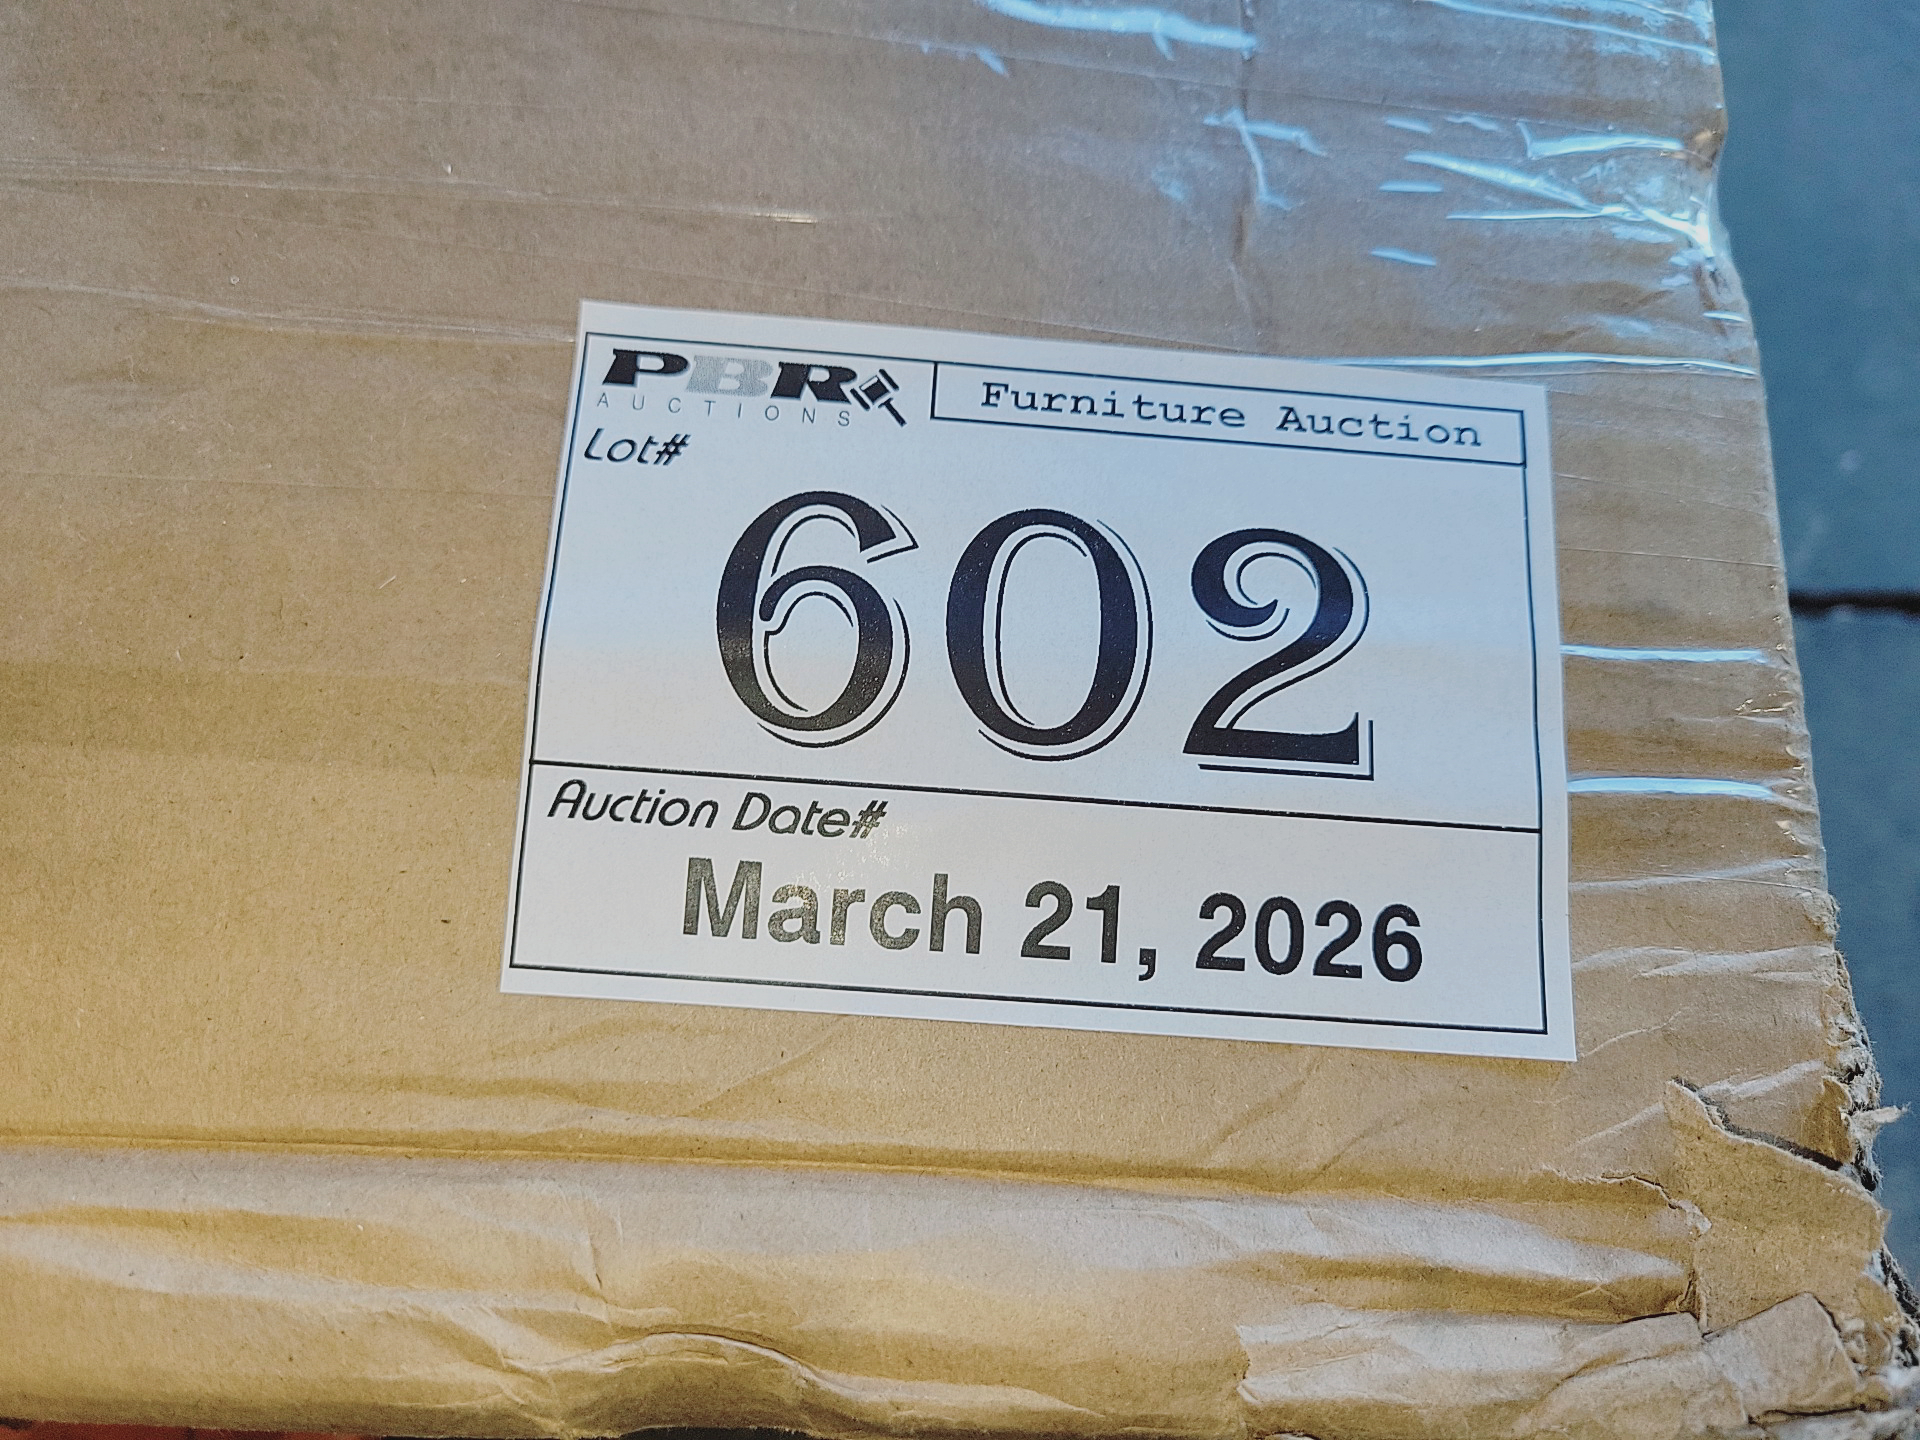 PBR
AUCTIONS
Furniture Auction
Lot#
602
Auction Date#
March 21, 2026